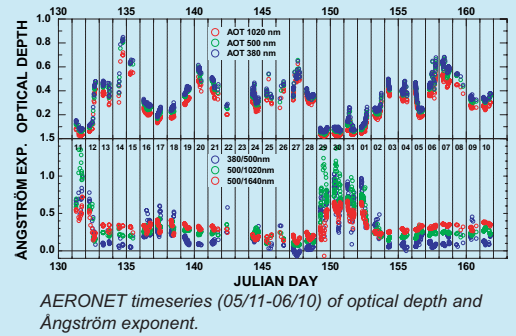 OPTICAL DEPTH
1.0
0.8
0.6
0.4
0.2
AOT 1020 nm
AOT 500 nm
AOT 380 nm
130 135 140 145 150 155 160
ÅNGSTRÖM EXP.
1.5
1.0
0.5
0.0
11 12 13 14 15 16 17 18 19 20 21 22 24 25 26 27 28 29 30 31 01 02 03 04 05 06 07 08 09 10
380/500nm
500/1020nm
500/1640nm
130 135 140 145 150 155 160
JULIAN DAY
AERONET timeseries (05/11-06/10) of optical depth and
Ångström exponent.